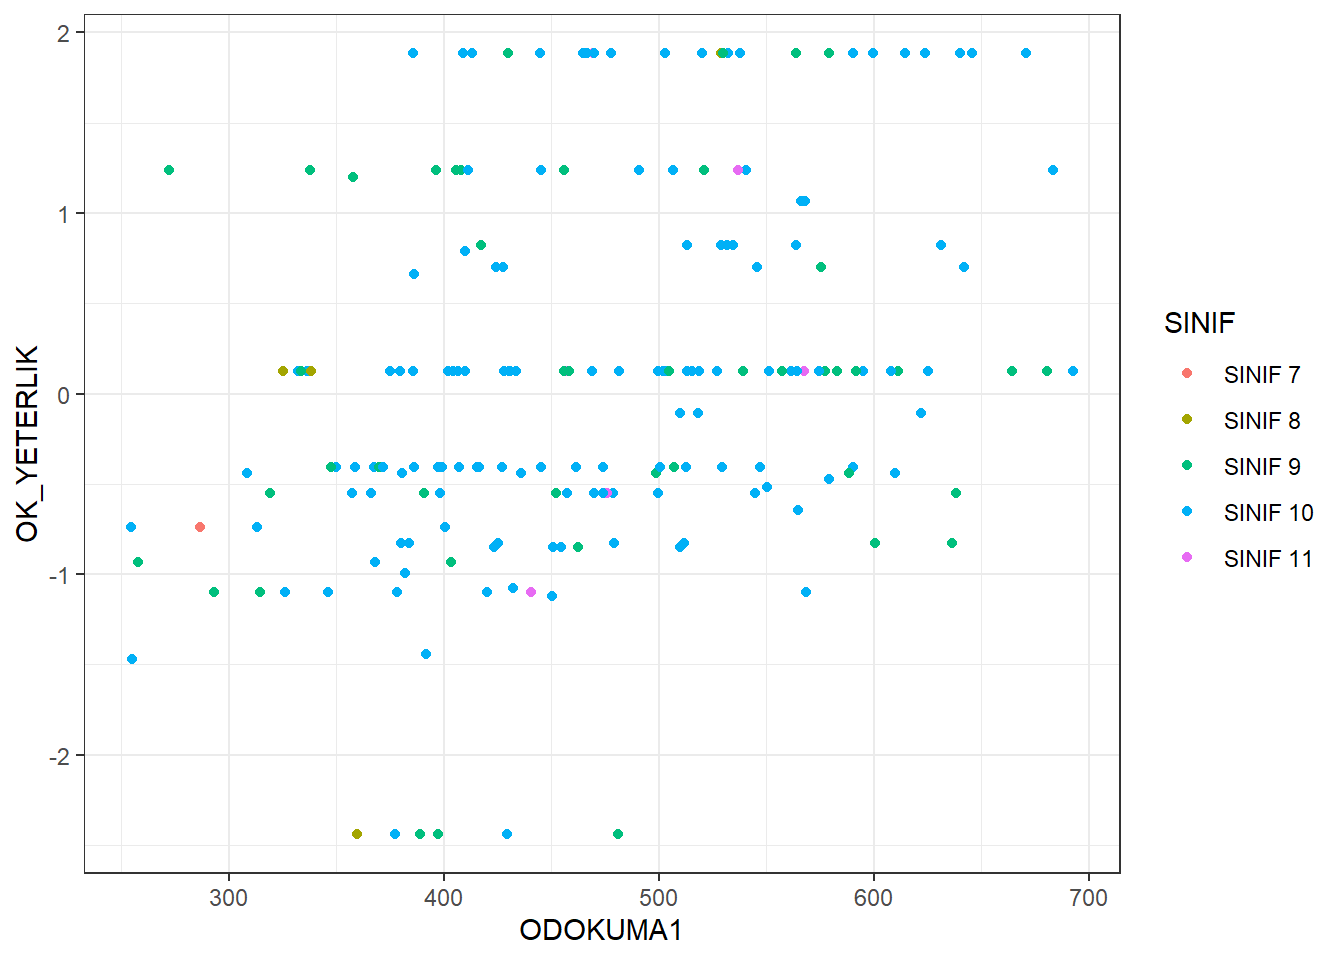 2
1
0
-1
-2
OK_YETERLIK
300
400
500
600
700
ODOKUMA1
SINIF
SINIF 7
SINIF 8
SINIF 9
SINIF 10
SINIF 11